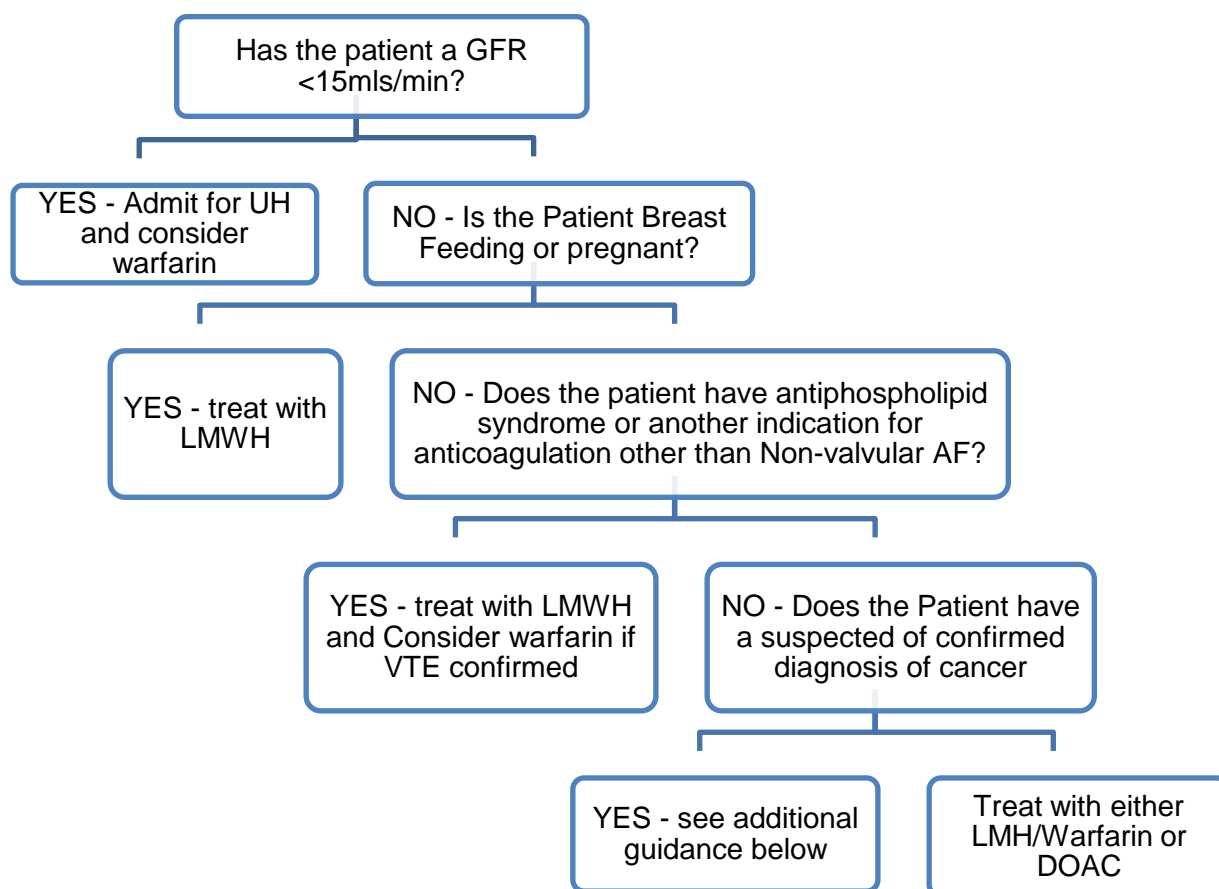 Has the patient a GFR
<15mls/min?
YES - Admit for UH
and consider
warfarin
NO - Is the Patient Breast
Feeding or pregnant?
YES - treat with
LMWH
NO - Does the patient have antiphospolipid
syndrome or another indication for
anticoagulation other than Non-valvular AF?
YES - treat with LMWH
and Consider warfarin if
VTE confirmed
NO - Does the Patient have
a suspected of confirmed
diagnosis of cancer
YES - see additional
guidance below
Treat with either
LMH/Warfarin or
DOAC